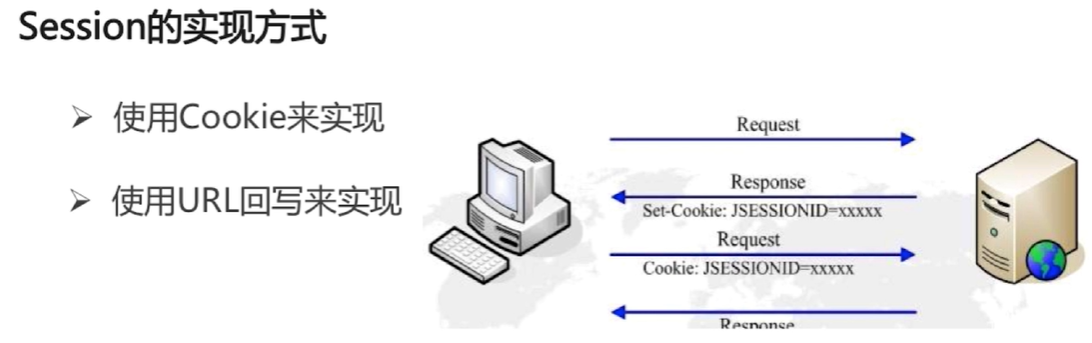 Session的实现方式
使用Cookie来实现
使用URL回写来实现
Request
Response
Set-Cookie: JSESSIONID=xxxxx
Request
Cookie: JSESSIONID=xxxxx
Response